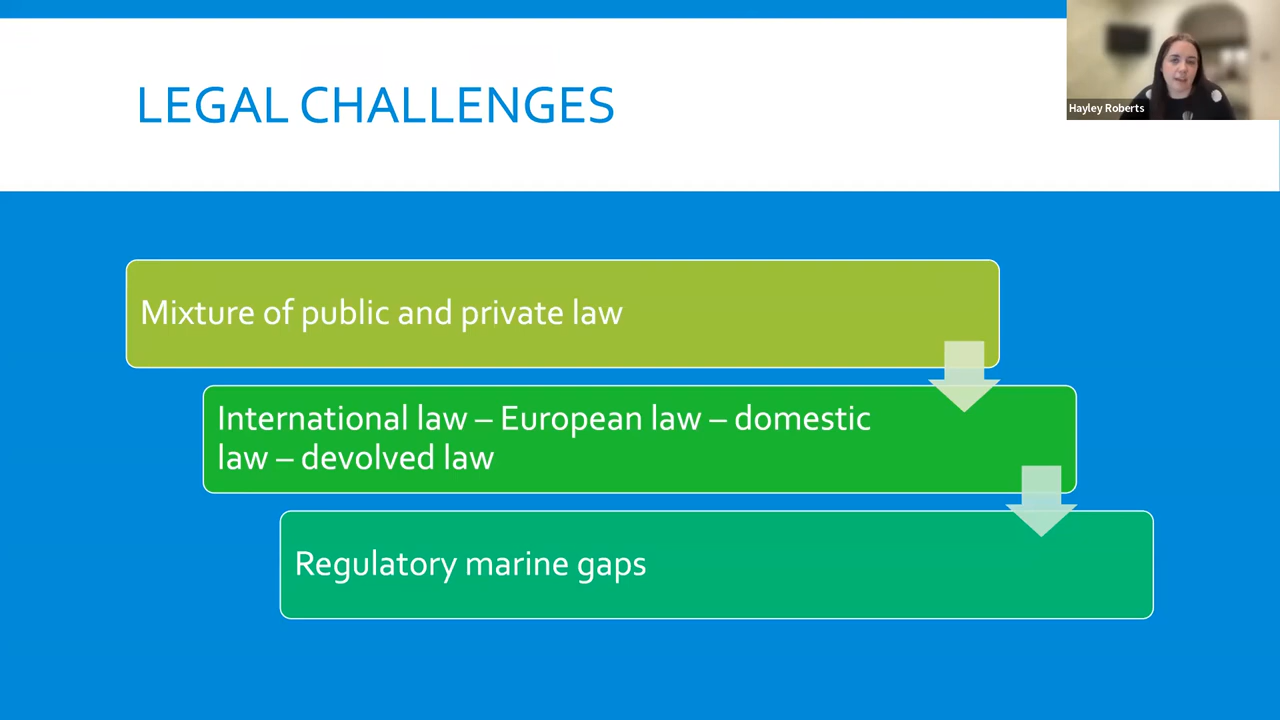 LEGAL CHALLENGES
Hayley Roberts
Mixture of public and private law
International law – European law – domestic
law – devolved law
Regulatory marine gaps